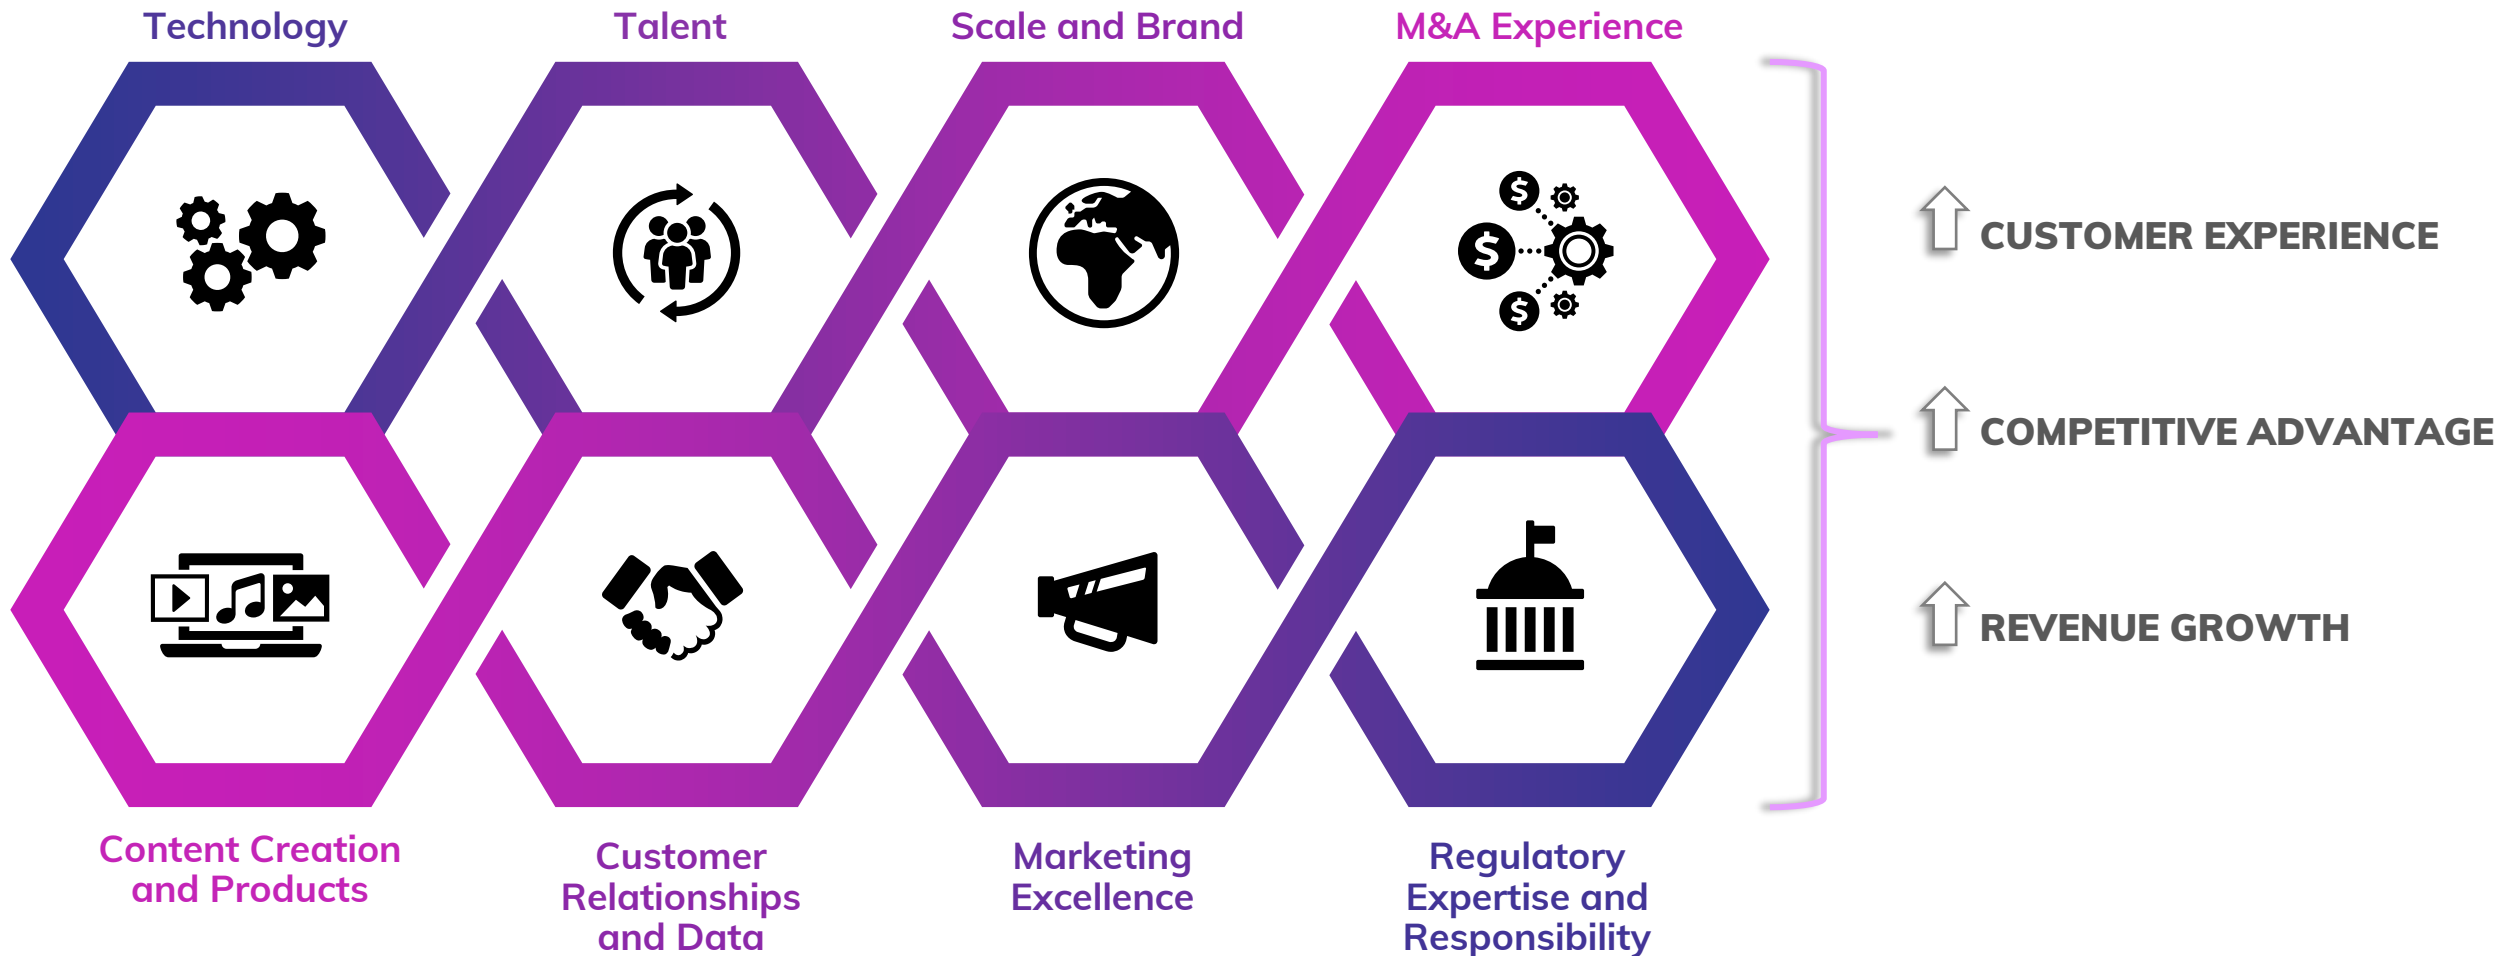 Technology
Talent
Scale and Brand
M&A Experience
CUSTOMER EXPERIENCE
COMPETITIVE ADVANTAGE
REVENUE GROWTH
Content Creation
and Products
Customer
Relationships
and Data
Marketing
Excellence
Regulatory
Expertise and
Responsibility